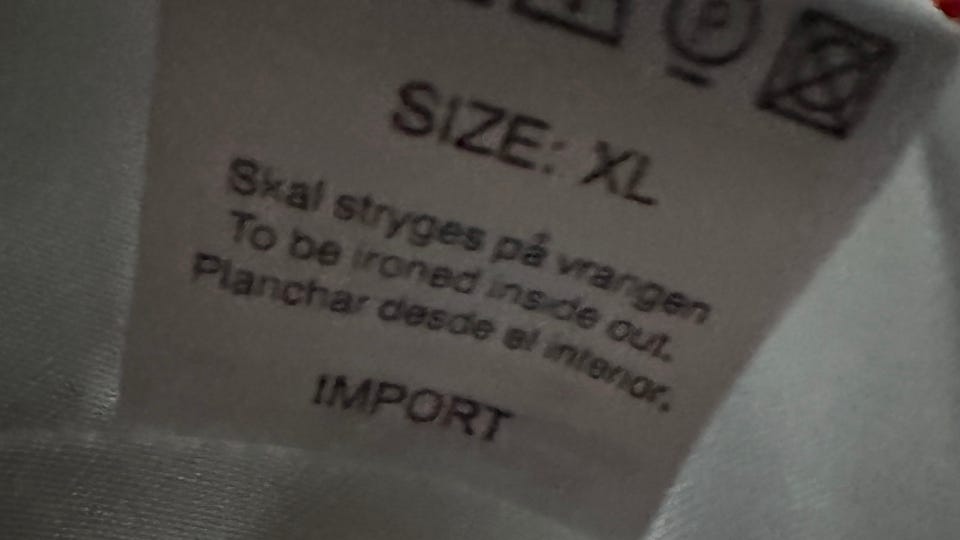 P
SIZE: XL
Skal stryges på vrangen
To be ironed inside out.
Planchar desde el interior.
IMPORT